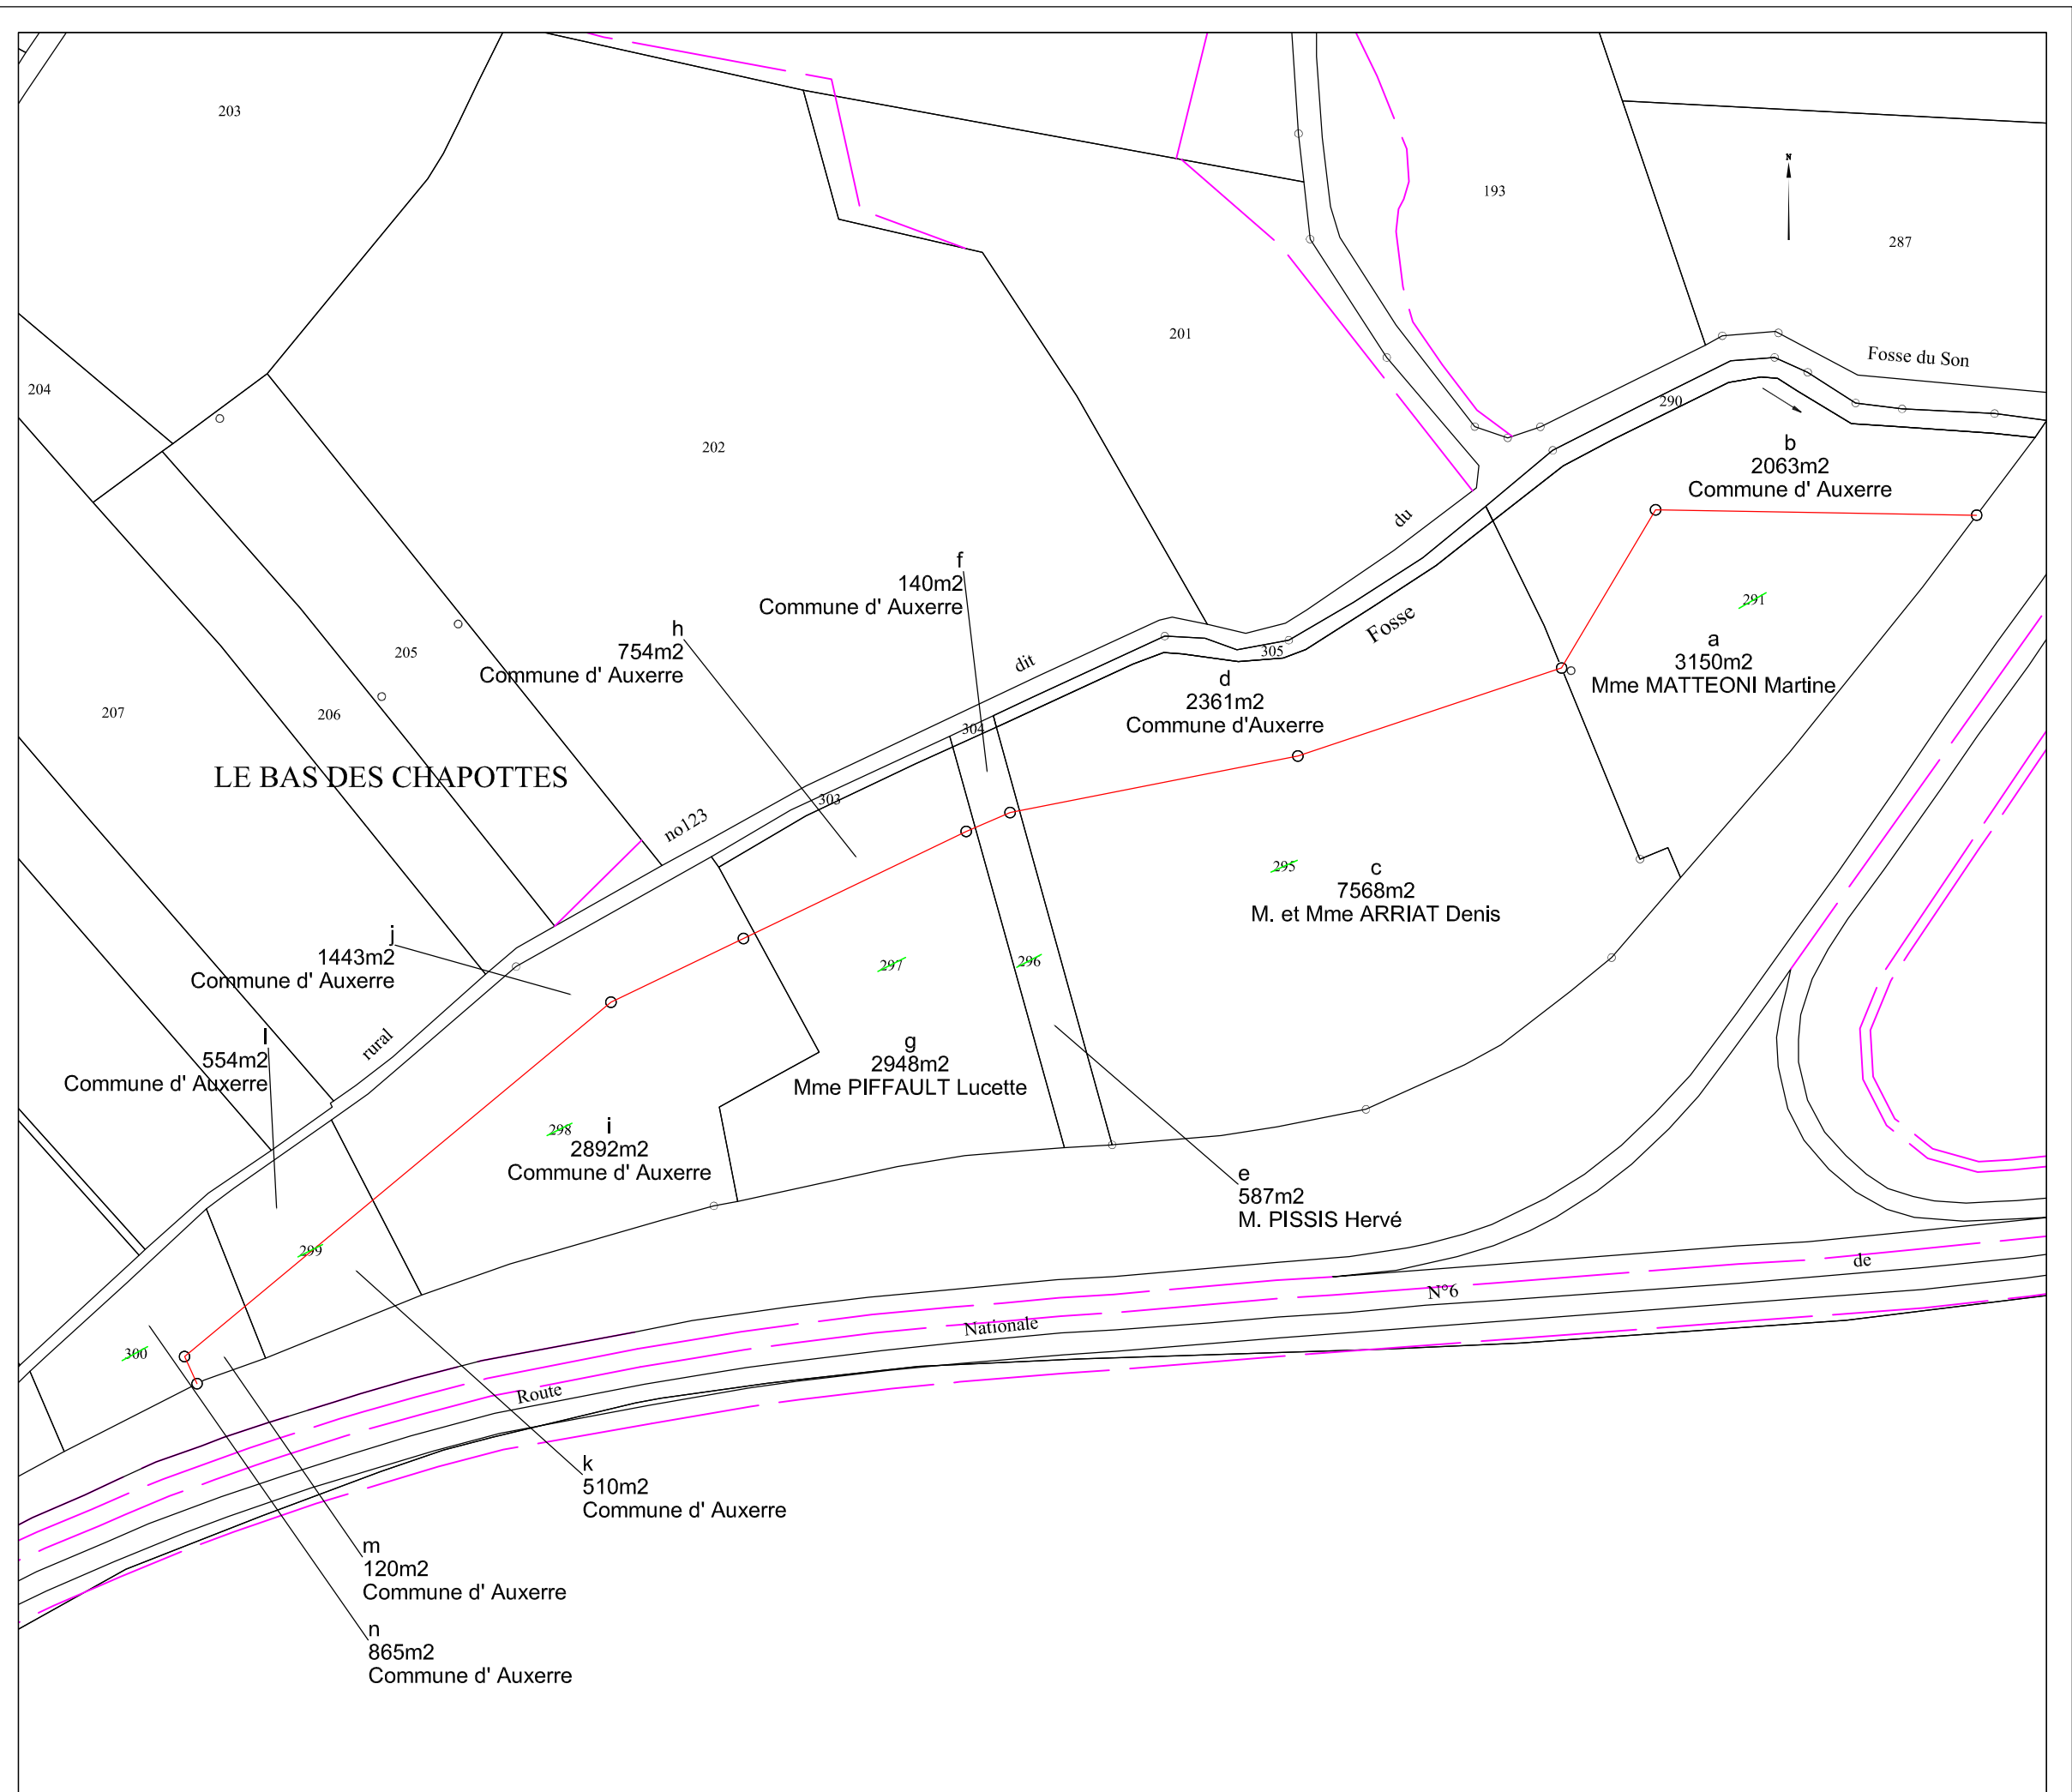 203
N
193
287
201
Fosse du Son
204
290
202
b
2063m2
Commune d' Auxerre
du
f
140m2
Commune d' Auxerre
291
h
754m2
Commune d' Auxerre
Fosse
a
3150m2
Mme MATTEONI Martine
205
dit
305
d
2361m2
Commune d'Auxerre
207
206
304
LE BAS DES CHAPOTTES
303
no123
295
c
7568m2
M. et Mme ARRIAT Denis
j
1443m2
Commune d' Auxerre
297
296
rural
l
554m2
Commune d' Auxerre
g
2948m2
Mme PIFFAULT Lucette
298
i
2892m2
Commune d' Auxerre
e
587m2
M. PISSIS Hervé
299
de
N°6
Nationale
300
Route
k
510m2
Commune d' Auxerre
m
120m2
Commune d' Auxerre
n
865m2
Commune d' Auxerre